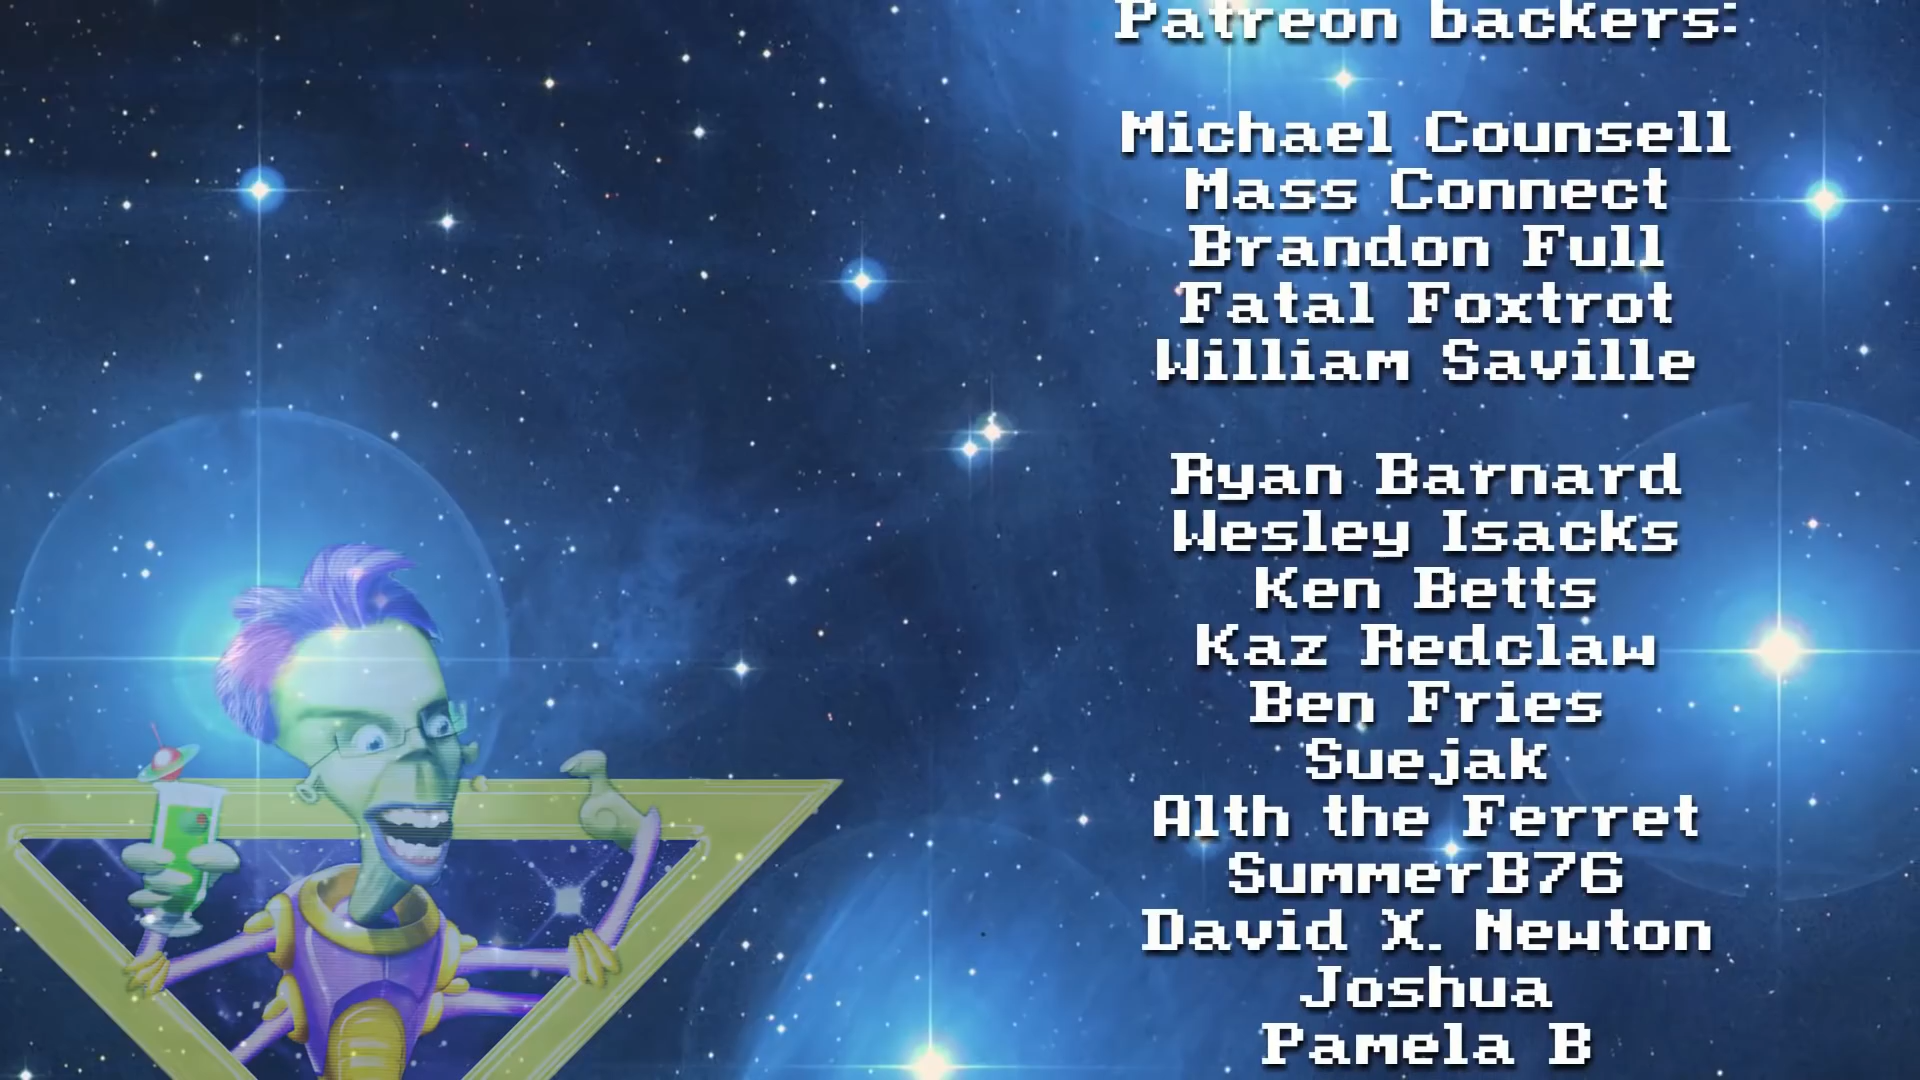 Patreon backers:
Michael Counsell
Mass Connect
Brandon Full
Fatal Foxtrot
William Saville
Ryan Barnard
Wesley Isacks
Ken Betts
Kaz Redclaw
Ben Fries
Suejak
Alth the Ferret
SummerB76
David X. Newton
Joshua
Pamela B